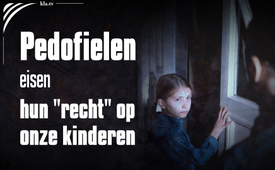 kla.tv
Pedofielen
eisen
hun "recht" op
onze kinderen